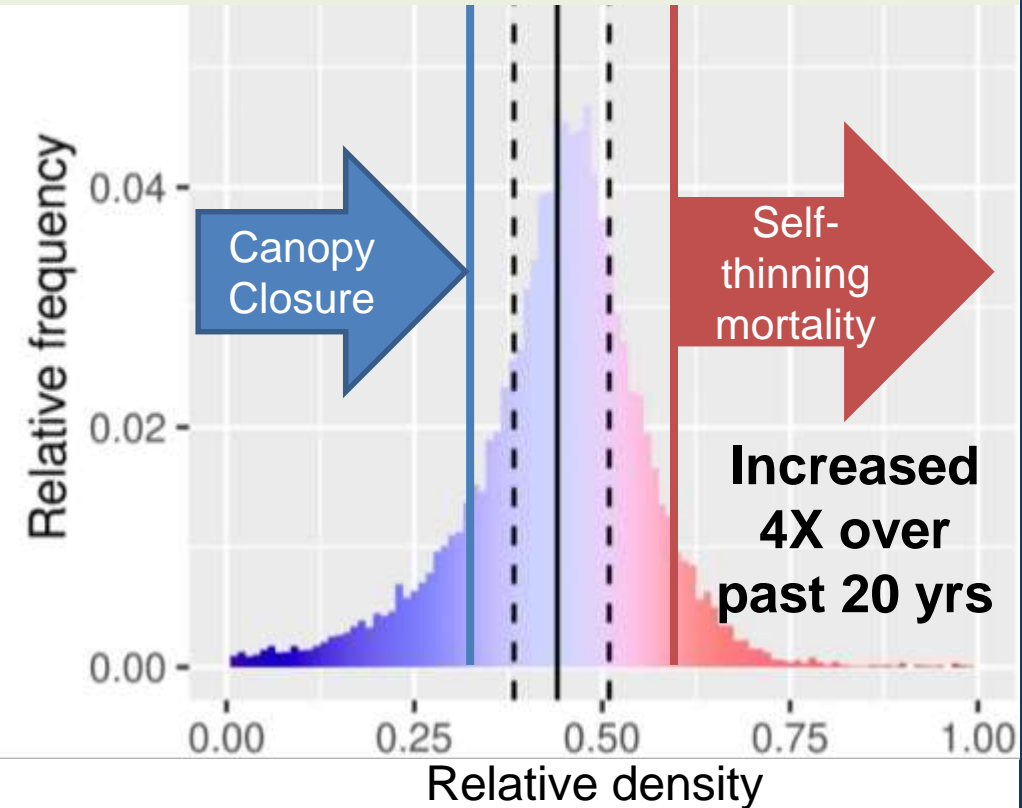 Relative frequency
0.04
0.02
0.00
Canopy
Closure
Self-
thinning
mortality
Increased
4X over
past 20 yrs
0.00 0.25 0.50 0.75 1.00
Relative density